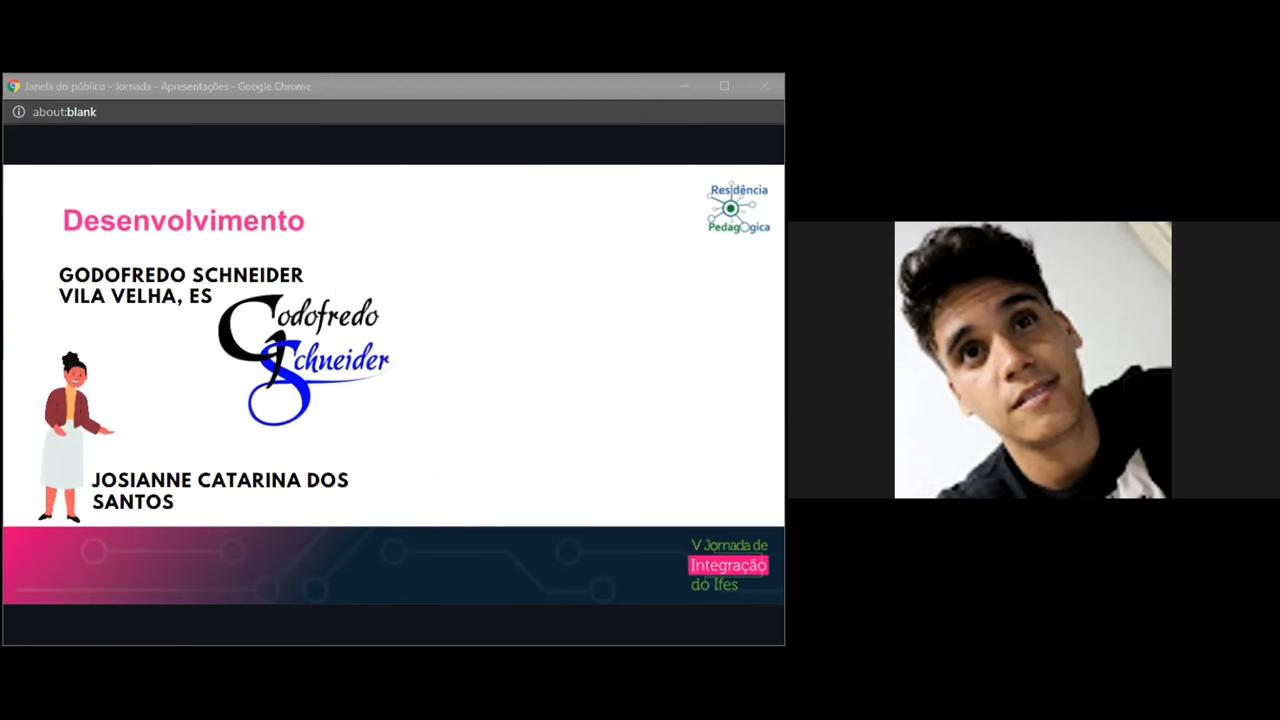 Janela do público - Jornada - Apresentações - Google Chrome
about:blank
Residência
Pedagógica
Desenvolvimento
GODOFREDO SCHNEIDER
VILA VELHA, ES
Godofredo
Schneider
JOSIANNE CATARINA DOS
SANTOS
V Jornada de
Integração
do Ifes